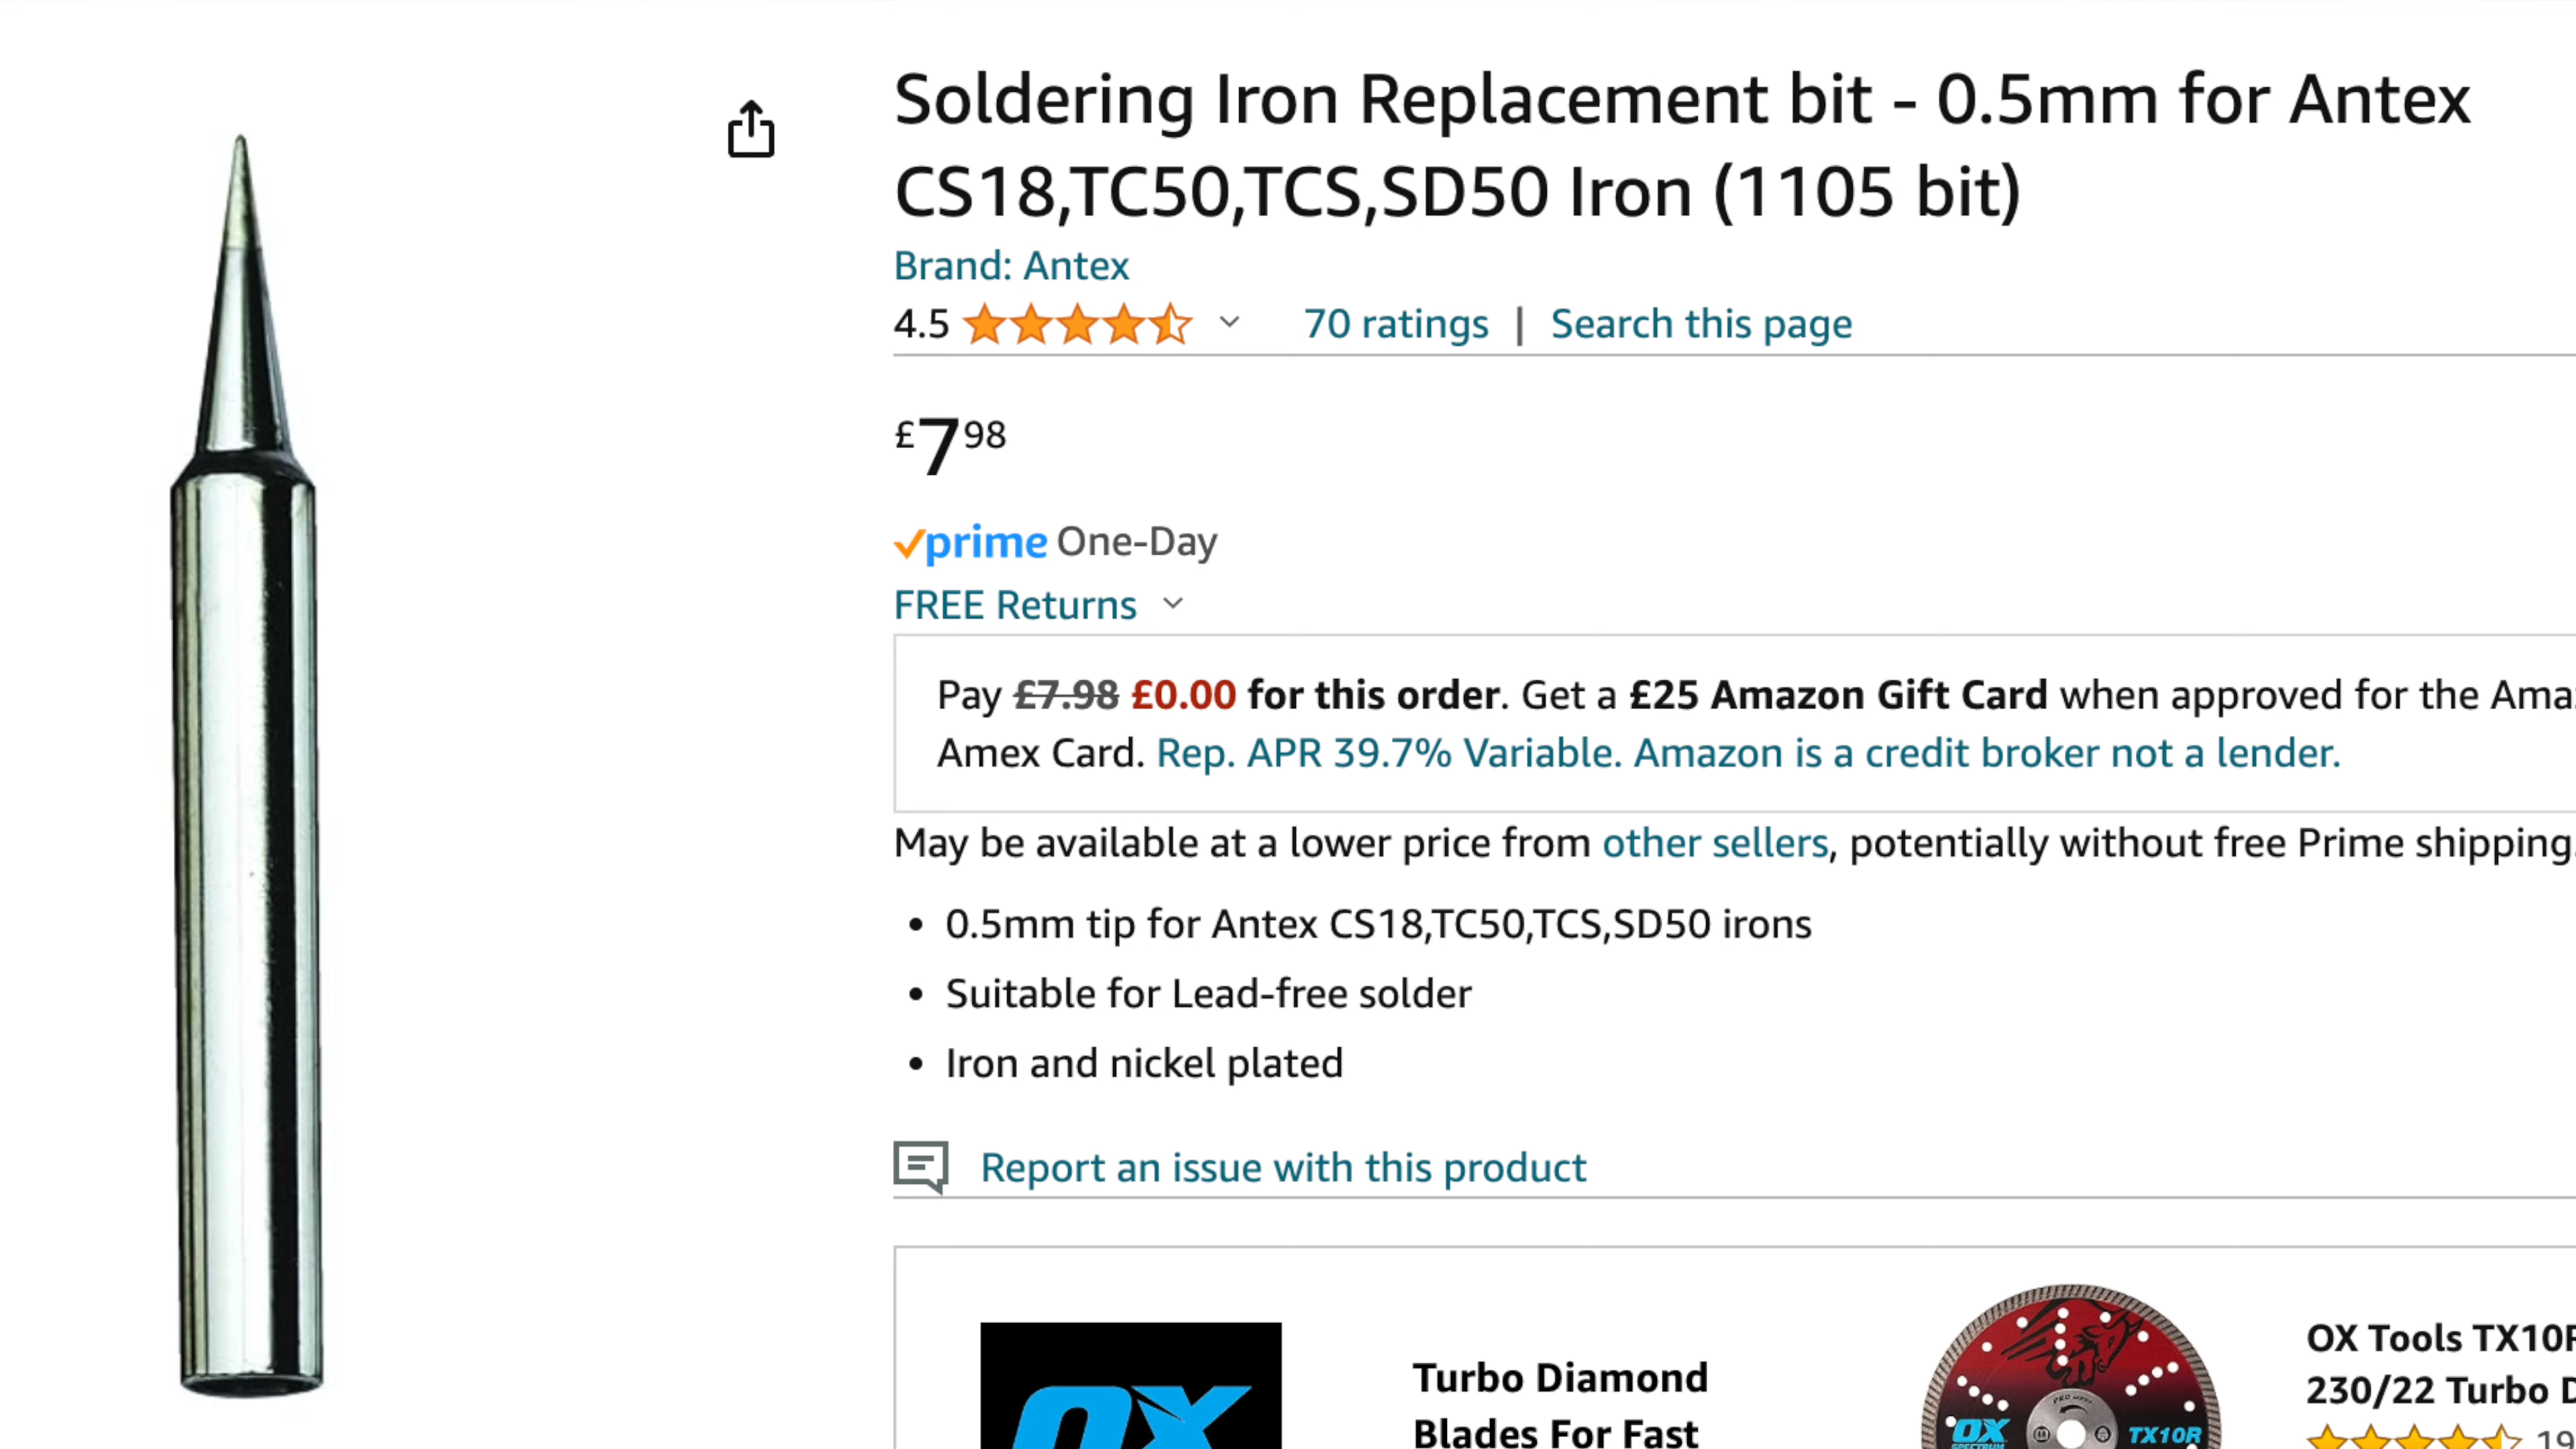 Soldering Iron Replacement bit - 0.5mm for Antex
CS18,TC50,TCS,SD50 Iron (1105 bit)
Brand: Antex
4.5 70 ratings | Search this page
£7.98
prime One-Day
FREE Returns
Pay £7.98 £0.00 for this order. Get a £25 Amazon Gift Card when approved for the Ama
Amex Card. Rep. APR 39.7% Variable. Amazon is a credit broker not a lender.
May be available at a lower price from other sellers, potentially without free Prime shipping.
• 0.5mm tip for Antex CS18,TC50,TCS,SD50 irons
• Suitable for Lead-free solder
• Iron and nickel plated
Report an issue with this product
OX
Turbo Diamond
Blades For Fast
OX
SPECTRUM
TX10R
OX Tools TX10R
230/22 Turbo D
19